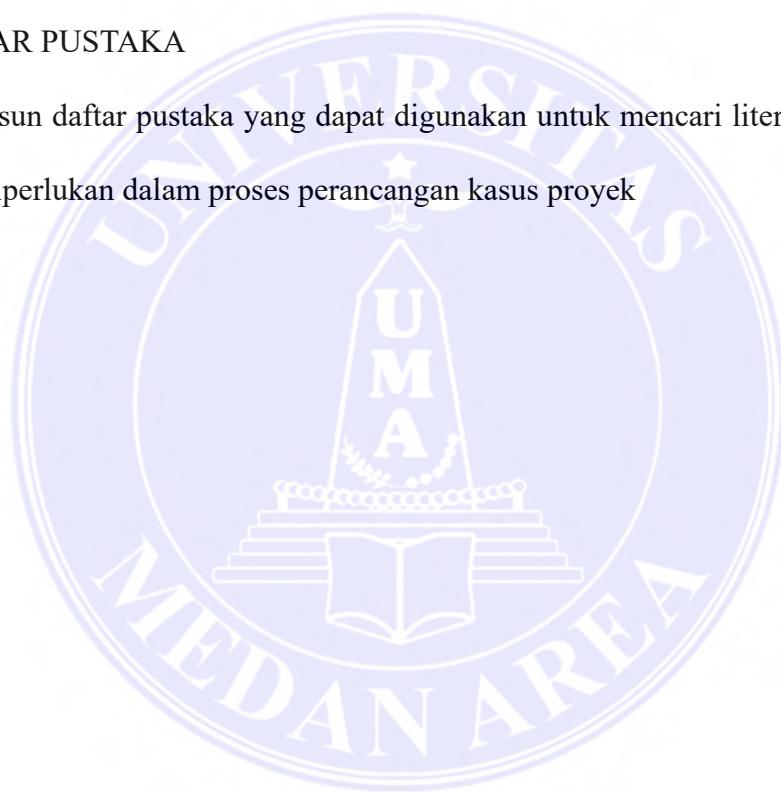 AR PUSTAKA
sun daftar pustaka yang dapat digunakan untuk mencari liter
perlukan dalam proses perancangan kasus proyek
UNIVERSITAS
U
M
A
MEDAN AREA